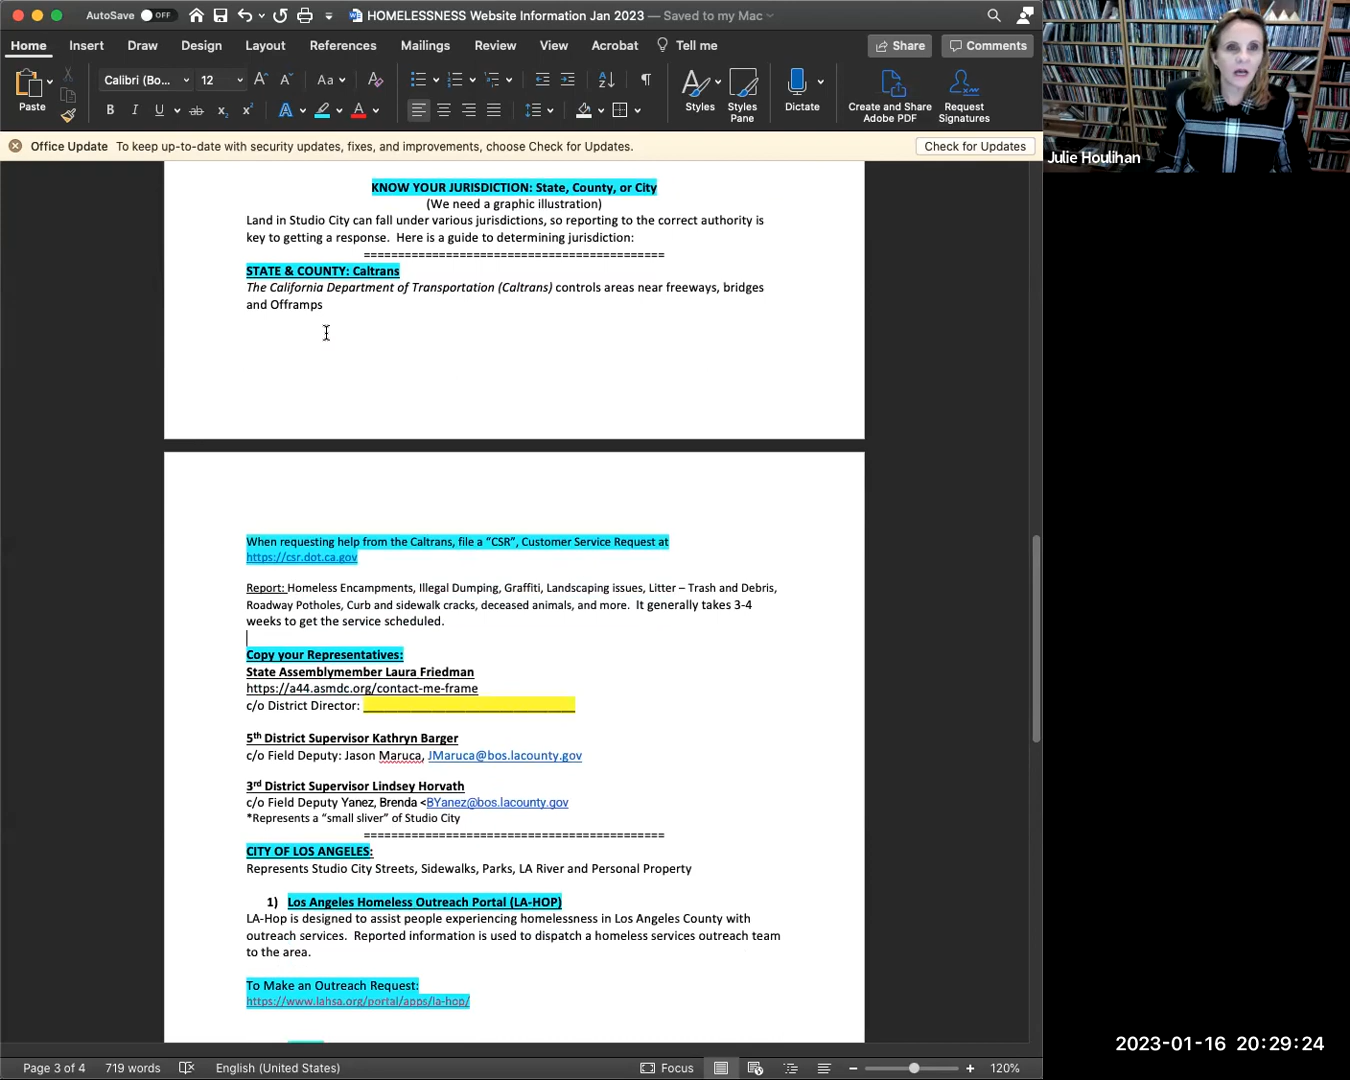 AutoSave OFF HOMELESSNESS Website Information Jan 2023 — Saved to my Mac
Home Insert Draw Design Layout References Mailings Review View Acrobat Tell me Share Comments
Paste Calibri (Bo... 12 Styles Styles Pane Dictate Create and Share Adobe PDF Request Signatures
Office Update To keep up-to-date with security updates, fixes, and improvements, choose Check for Updates. Check for Updates
Julie Houlihan
KNOW YOUR JURISDICTION: State, County, or City
(We need a graphic illustration)
Land in Studio City can fall under various jurisdictions, so reporting to the correct authority is
key to getting a response. Here is a guide to determining jurisdiction:
===========================================
STATE & COUNTY: Caltrans
The California Department of Transportation (Caltrans) controls areas near freeways, bridges
and Offramps
When requesting help from the Caltrans, file a “CSR”, Customer Service Request at
https://csr.dot.ca.gov
Report: Homeless Encampments, Illegal Dumping, Graffiti, Landscaping issues, Litter – Trash and Debris,
Roadway Potholes, Curb and sidewalk cracks, deceased animals, and more. It generally takes 3-4
weeks to get the service scheduled.
Copy your Representatives:
State Assemblymember Laura Friedman
https://a44.asmdc.org/contact-me-frame
c/o District Director: ______________________________
5th District Supervisor Kathryn Barger
c/o Field Deputy: Jason Maruca, JMaruca@bos.lacounty.gov
3rd District Supervisor Lindsey Horvath
c/o Field Deputy Yanez, Brenda <BYanez@bos.lacounty.gov
*Represents a “small sliver” of Studio City
===========================================
CITY OF LOS ANGELES:
Represents Studio City Streets, Sidewalks, Parks, LA River and Personal Property
1) Los Angeles Homeless Outreach Portal (LA-HOP)
LA-Hop is designed to assist people experiencing homelessness in Los Angeles County with
outreach services. Reported information is used to dispatch a homeless services outreach team
to the area.
To Make an Outreach Request:
https://www.lahsa.org/portal/apps/la-hop/
2023-01-16 20:29:24
Page 3 of 4 719 words English (United States) Focus 120%